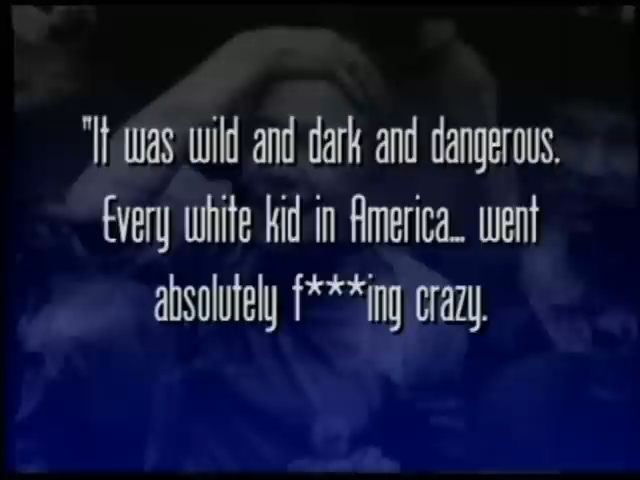 "It was wild and dark and dangerous.
Every white kid in America... went
absolutely f***ing crazy.